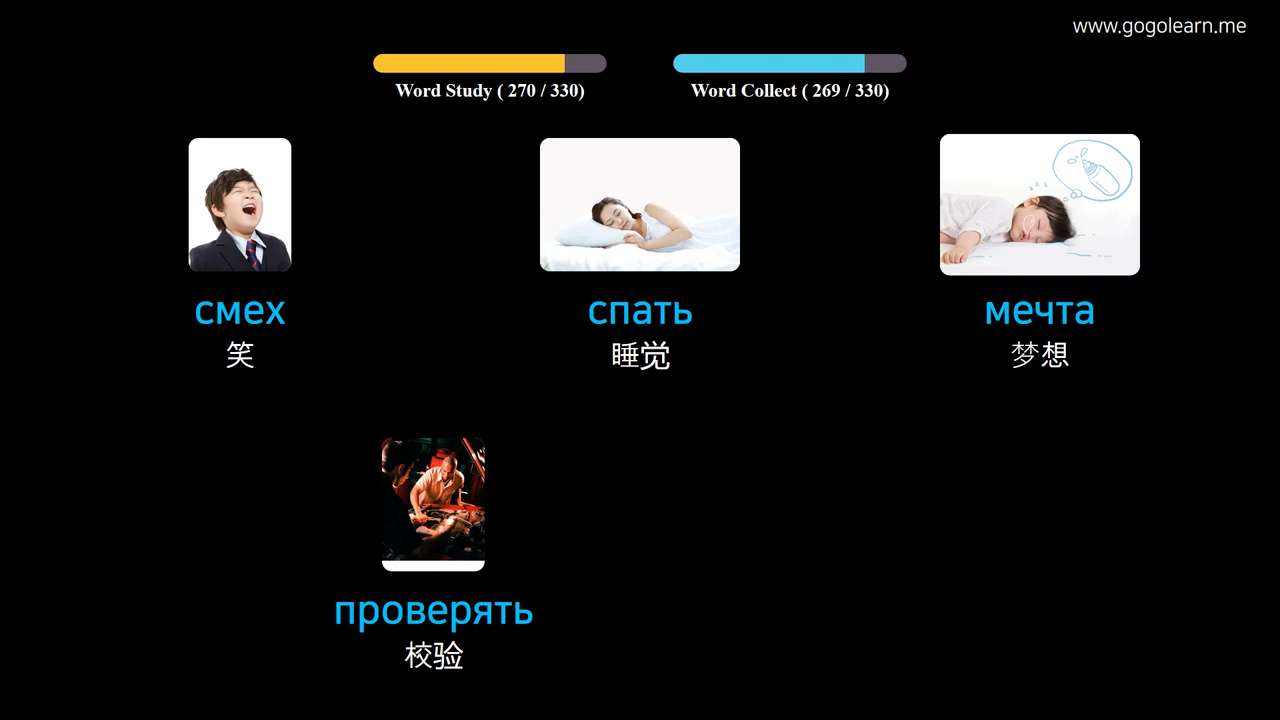 www.gogolearn.me
Word Study ( 270 / 330)
Word Collect ( 269 / 330)
смех
спать
мечта
笑
睡觉
梦想
проверять
校验